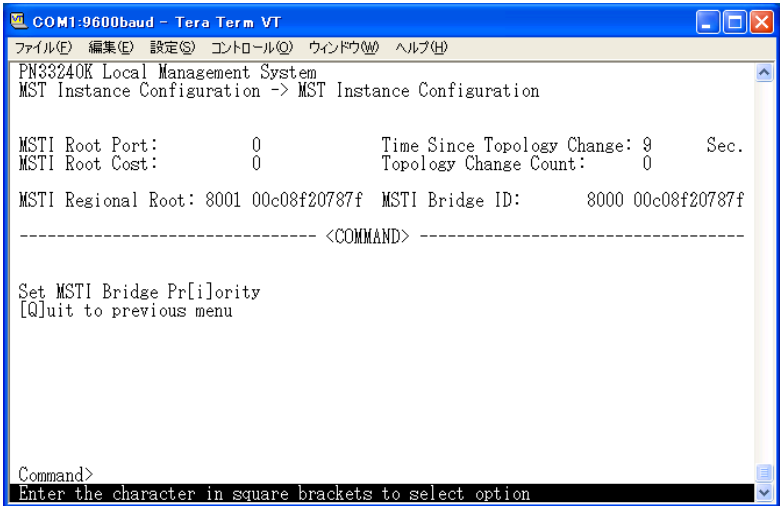 COM1:9600baud - Tera Term VT
ファイル(F) 編集(E) 設定(S) コントロール(O) ウィンドウ(W) ヘルプ(H)
PN33240K Local Management System
MST Instance Configuration -> MST Instance Configuration
MSTI Root Port: 0 Time Since Topology Change: 9 Sec.
MSTI Root Cost: 0 Topology Change Count: 0
MSTI Regional Root: 8001 00c08f20787f MSTI Bridge ID: 8000 00c08f20787f
-------------------------------- <COMMAND> -----------------------------------
Set MSTI Bridge Pr[i]ority
[Q]uit to previous menu
Command>
Enter the character in square brackets to select option